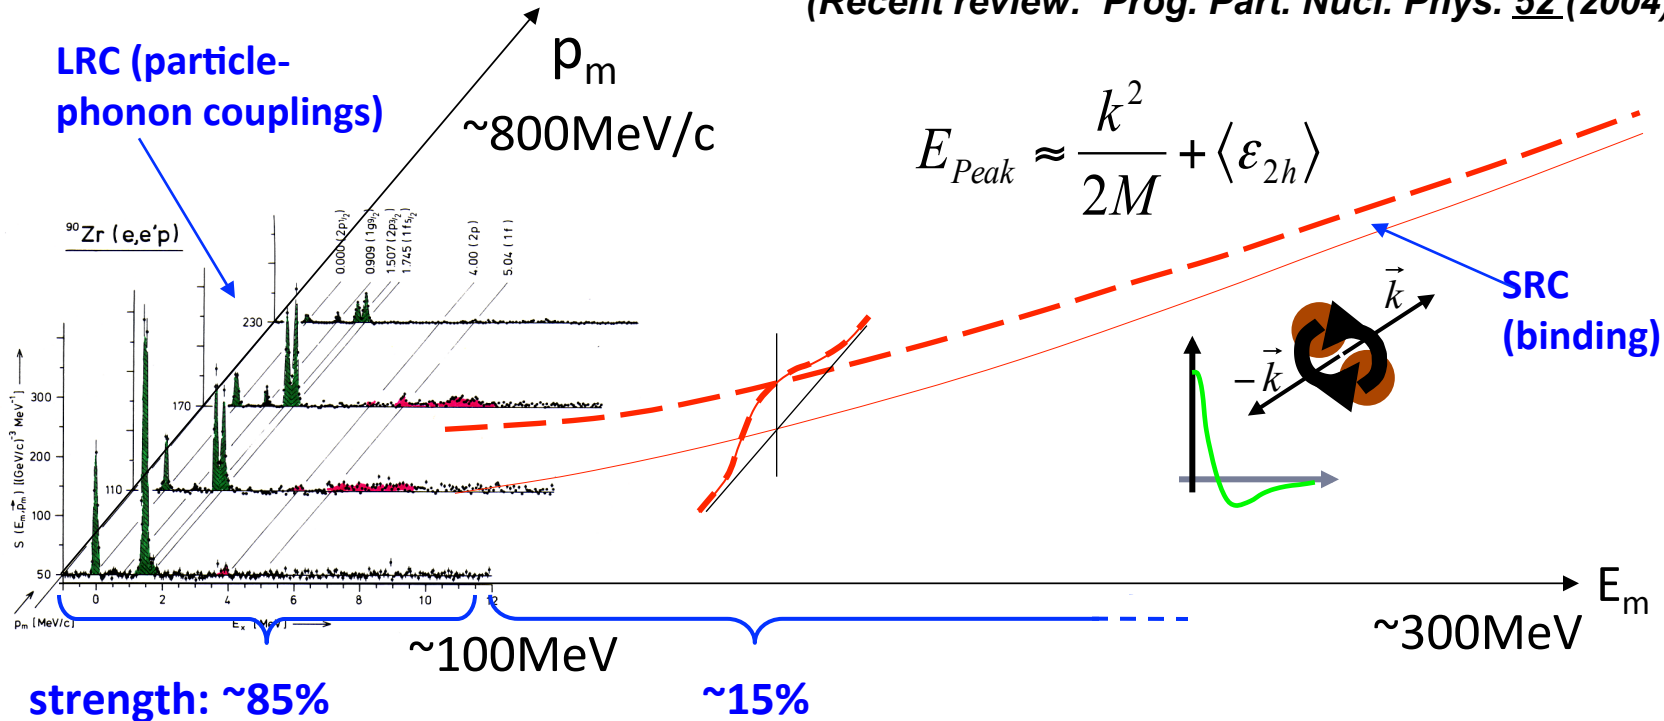 (Recent review: Prog. Part. Nucl. Phys. 52 (2004)
LRC (particle-
phonon couplings)
pm
~800MeV/c
EPeak ≈ k²/2M + ⟨ε2h⟩
⁹⁰Zr (e,e'p)
0.000 (2p1/2)
0.909 (1g9/2)
1.507 (2p3/2)
1.745 (1f5/2)
4.00 (2p)
5.04 (1f)
SRC
(binding)
k⃗
-k⃗
230
170
110
50
S (Em,p⃗m) [(GeV/c)⁻³ MeV⁻¹]
300
200
100
0 2 4 6 8 10 12
pm [MeV/c]
Ex [MeV]
Em
~100MeV
~300MeV
strength: ~85%
~15%